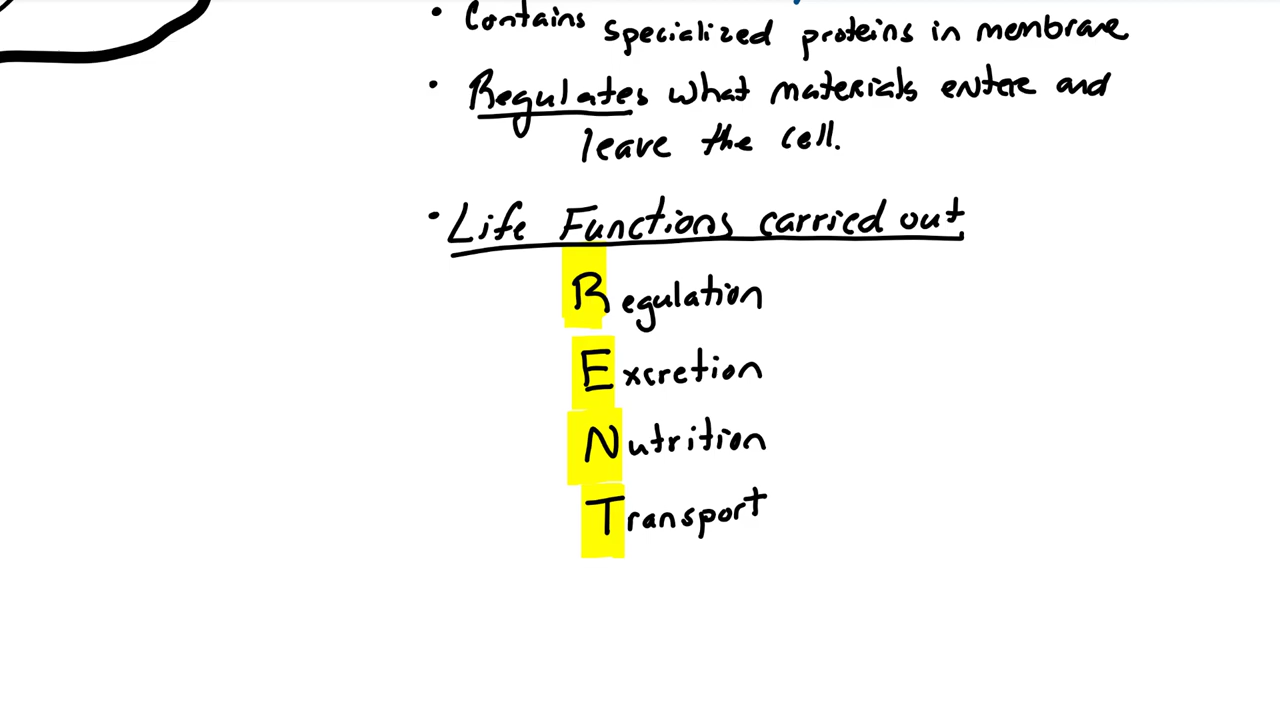 • Contains specialized proteins in membrane
• Regulates what materials enter and
leave the cell.
• Life Functions carried out
Regulation
Excretion
Nutrition
Transport